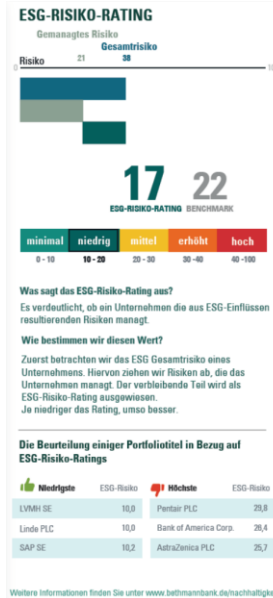 ESG-RISIKO-RATING
Gemanagtes Risiko
Gesamtrisiko
Risiko 21 38
0 10
17 22
ESG-RISIKO-RATING BENCHMARK
minimal niedrig mittel erhöht hoch
0 - 10 10 - 20 20 - 30 30 -40 40 -100
Was sagt das ESG-Risiko-Rating aus?
Es verdeutlicht, ob ein Unternehmen die aus ESG-Einflüssen
resultierenden Risiken managt.
Wie bestimmen wir diesen Wert?
Zuerst betrachten wir das ESG Gesamtrisiko eines
Unternehmens. Hiervon ziehen wir Risiken ab, die das
Unternehmen managt. Der verbleibende Teil wird als
ESG-Risiko-Rating ausgewiesen.
Je niedriger das Rating, umso besser.
Die Beurteilung einiger Portfoliotitel in Bezug auf
ESG-Risiko-Ratings
Niedrigste ESG-Risiko Höchste ESG-Risiko
LVMH SE 10,0 Pentair PLC 29,8
Linde PLC 10,0 Bank of America Corp. 26,4
SAP SE 10,2 AstraZenica PLC 25,7
Weitere Informationen finden Sie unter www.bethmannbank.de/nachhaltigke